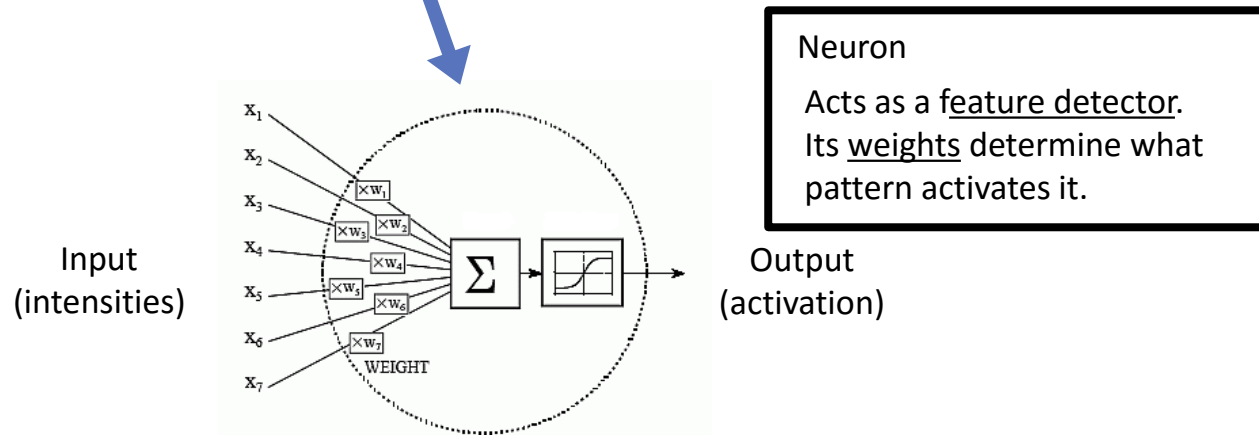 Neuron
Acts as a feature detector.
Its weights determine what
pattern activates it.
Input
(intensities)
x₁
x₂
x₃
x₄
x₅
x₆
x₇
×w₁
×w₂
×w₃
×w₄
×w₅
×w₆
×w₇
WEIGHT
Σ
Output
(activation)